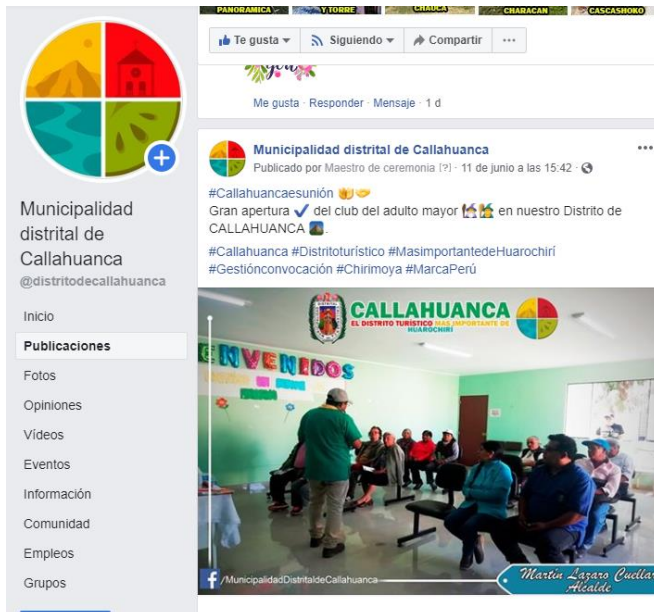 PANORAMICA
Y TORRE
CHAUCA
CHARACAN
CASCASHOKO
Te gusta
Siguiendo
Compartir
Me gusta · Responder · Mensaje · 1 d
Municipalidad
distrital de
Callahuanca
@distritodecallahuanca
Inicio
Publicaciones
Fotos
Opiniones
Vídeos
Eventos
Información
Comunidad
Empleos
Grupos
Municipalidad distrital de Callahuanca
Publicado por Maestro de ceremonia [?] · 11 de junio a las 15:42 ·
#Callahuancaesunión
Gran apertura ✔ del club del adulto mayor en nuestro Distrito de
CALLAHUANCA .
#Callahuanca #Distritoturístico #MasimportantedeHuarochirí
#Gestiónconvocación #Chirimoya #MarcaPerú
CALLAHUANCA
EL DISTRITO TURISTICO MAS IMPORTANTE DE
HUAROCHIRÍ
ENVENIDOS
/MunicipalidadDistritaldeCallahuanca
Martin Lazaro Cuellar
Alcalde